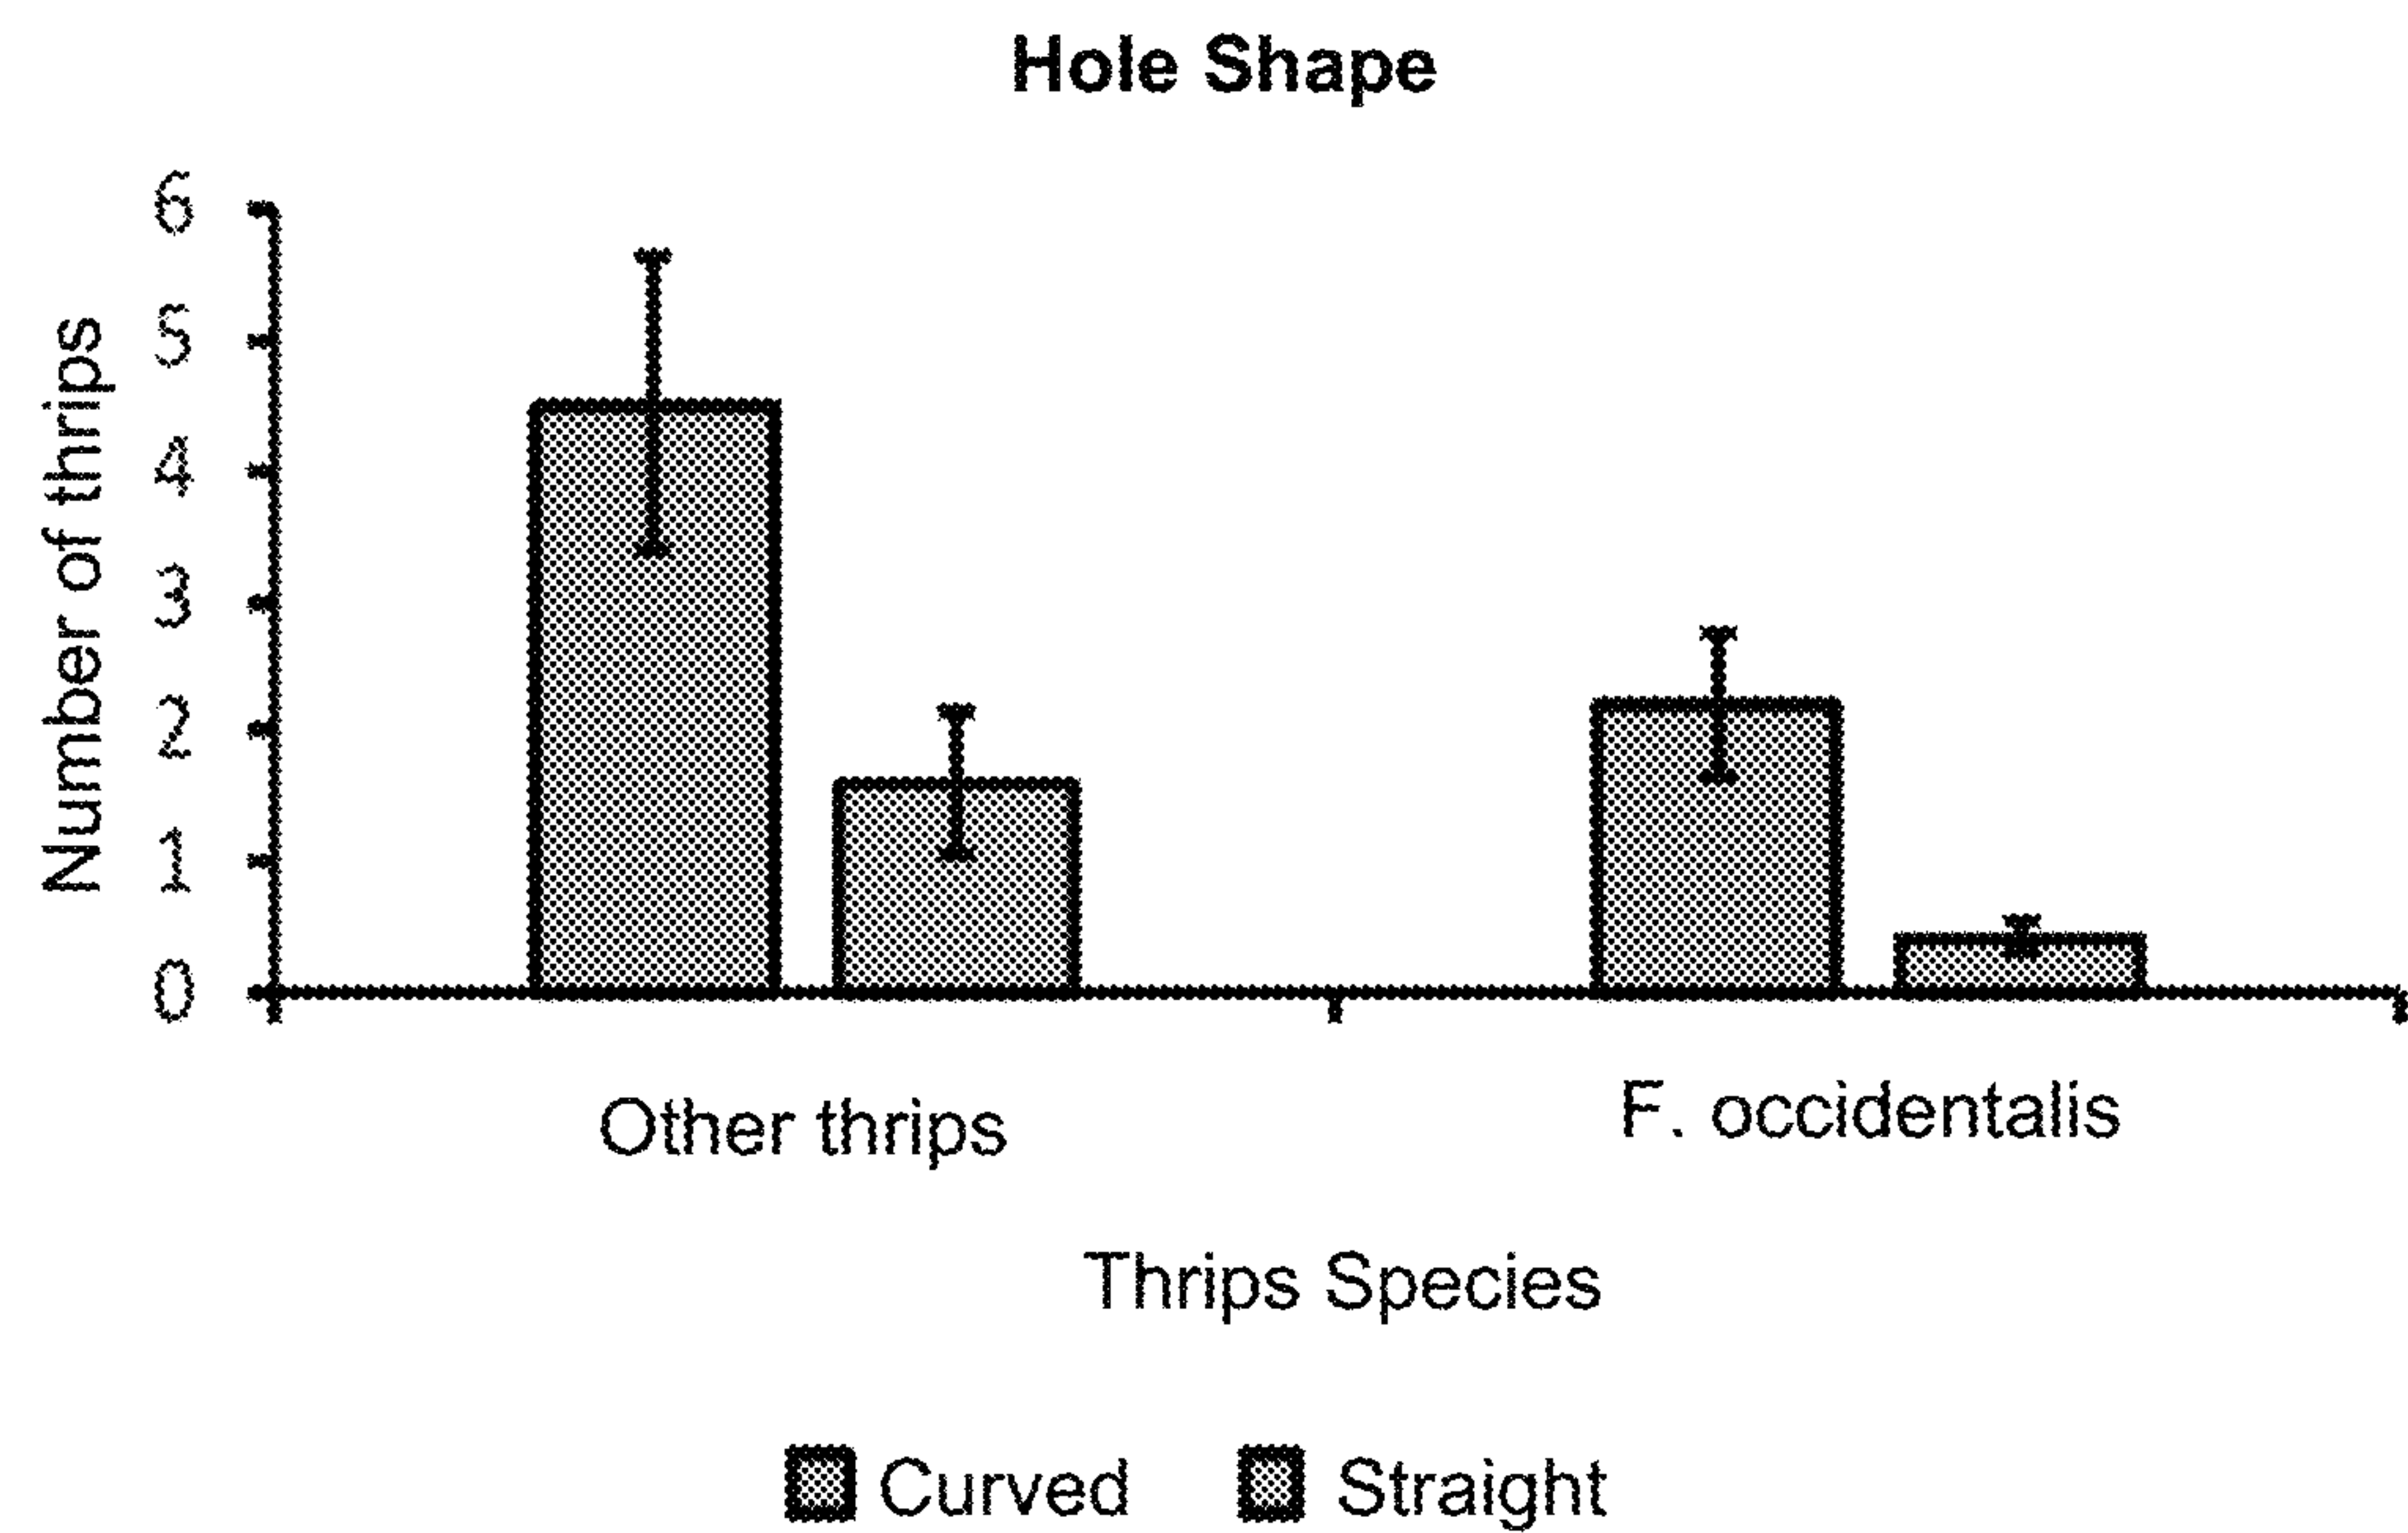 Hole Shape
Number of thrips
6
5
4
3
2
1
0
Other thrips
F. occidentalis
Thrips Species
Curved
Straight